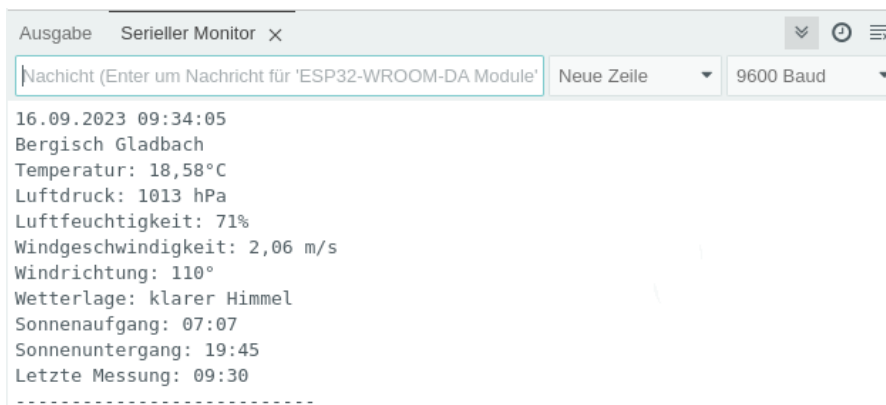 Ausgabe Serieller Monitor
Nachicht (Enter um Nachricht für 'ESP32-WROOM-DA Module' Neue Zeile 9600 Baud
16.09.2023 09:34:05
Bergisch Gladbach
Temperatur: 18,58°C
Luftdruck: 1013 hPa
Luftfeuchtigkeit: 71%
Windgeschwindigkeit: 2,06 m/s
Windrichtung: 110°
Wetterlage: klarer Himmel
Sonnenaufgang: 07:07
Sonnenuntergang: 19:45
Letzte Messung: 09:30
---------------------------